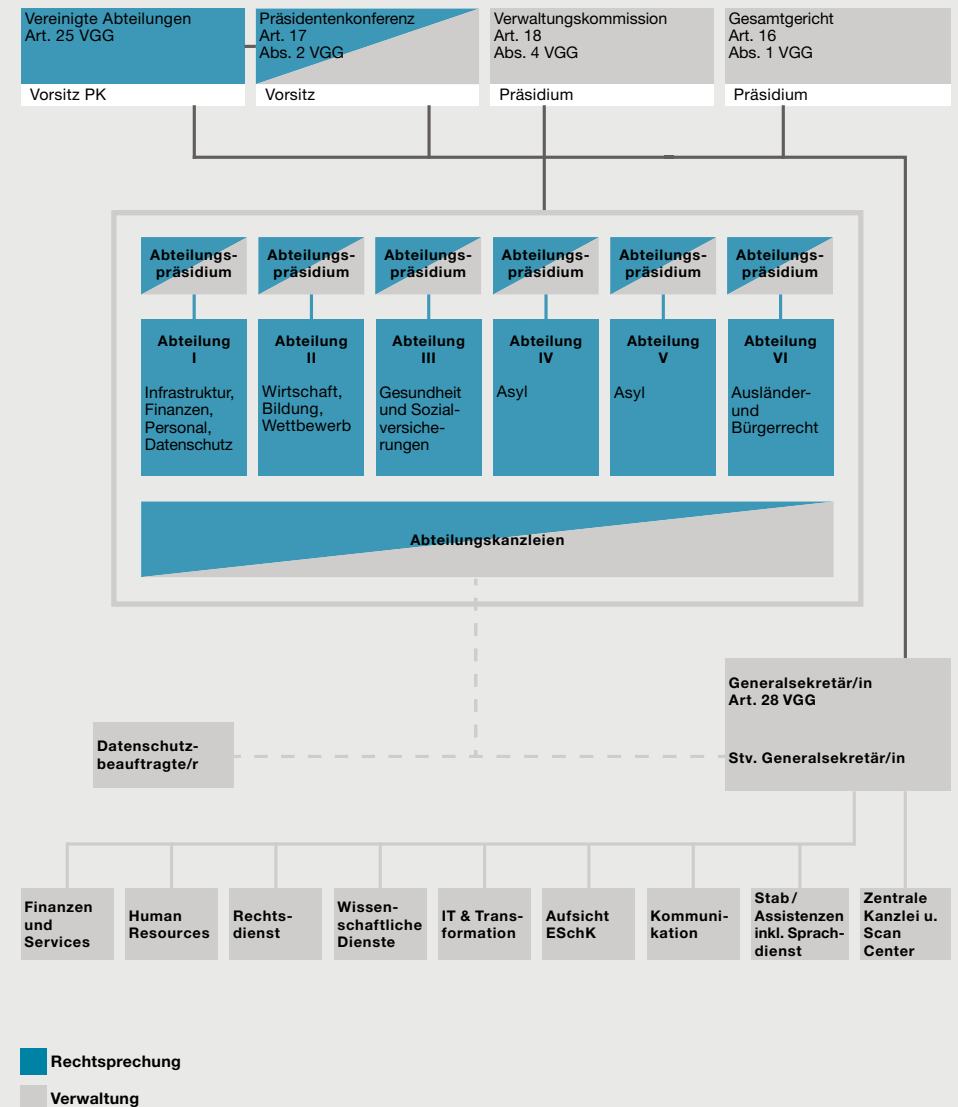 Vereinigte Abteilungen
Art. 25 VGG
Vorsitz PK
Präsidentenkonferenz
Art. 17
Abs. 2 VGG
Vorsitz
Verwaltungskommission
Art. 18
Abs. 4 VGG
Präsidium
Gesamtgericht
Art. 16
Abs. 1 VGG
Präsidium
Abteilungs-
präsidium
Abteilungs-
präsidium
Abteilungs-
präsidium
Abteilungs-
präsidium
Abteilungs-
präsidium
Abteilungs-
präsidium
Abteilung
I
Infrastruktur,
Finanzen,
Personal,
Datenschutz
Abteilung
II
Wirtschaft,
Bildung,
Wettbewerb
Abteilung
III
Gesundheit
und Sozial-
versiche-
rungen
Abteilung
IV
Asyl
Abteilung
V
Asyl
Abteilung
VI
Ausländer-
und
Bürgerrecht
Abteilungskanzleien
Generalsekretär/in
Art. 28 VGG
Stv. Generalsekretär/in
Datenschutz-
beauftragte/r
Finanzen
und
Services
Human
Resources
Rechts-
dienst
Wissen-
schaftliche
Dienste
IT & Trans-
formation
Aufsicht
ESchK
Kommuni-
kation
Stab/
Assistenzen
inkl. Sprach-
dienst
Zentrale
Kanzlei u.
Scan
Center
Rechtsprechung
Verwaltung